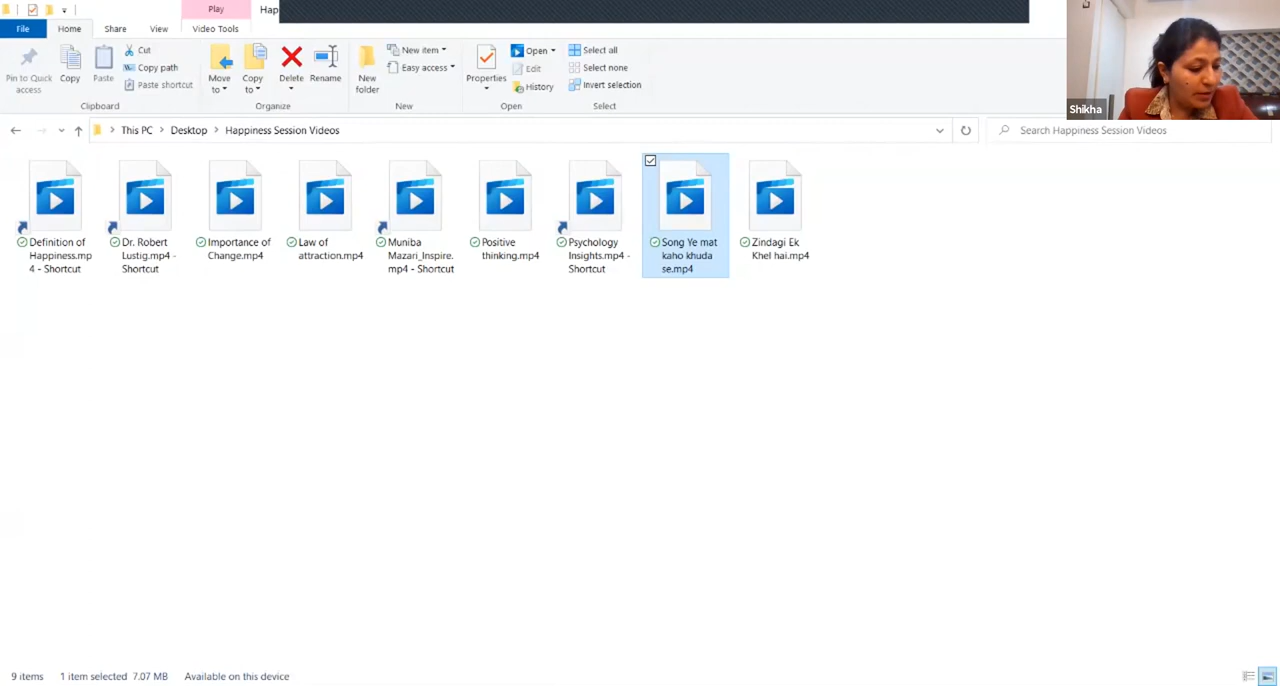 Play
Hap
File
Home
Share
View
Video Tools
Pin to Quick
access
Copy
Paste
Cut
Copy path
Paste shortcut
Clipboard
Move
to
Copy
to
Delete
Rename
Organize
New
folder
New item
Easy access
New
Properties
Open
Edit
History
Open
Select all
Select none
Invert selection
Select
Shikha
This PC > Desktop > Happiness Session Videos
Search Happiness Session Videos
Definition of
Happiness.mp
4 - Shortcut
Dr. Robert
Lustig.mp4 -
Shortcut
Importance of
Change.mp4
Law of
attraction.mp4
Muniba
Mazari_Inspire.
mp4 - Shortcut
Positive
thinking.mp4
Psychology
Insights.mp4 -
Shortcut
Song Ye mat
kaho khuda
se.mp4
Zindagi Ek
Khel hai.mp4
9 items
1 item selected 7.07 MB
Available on this device